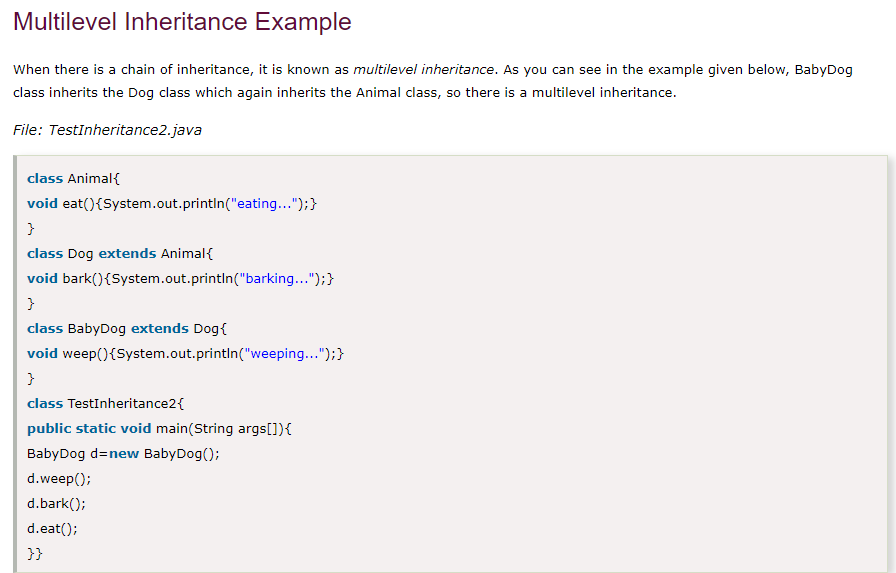 Multilevel Inheritance Example
When there is a chain of inheritance, it is known as multilevel inheritance. As you can see in the example given below, BabyDog
class inherits the Dog class which again inherits the Animal class, so there is a multilevel inheritance.
File: TestInheritance2.java
class Animal{
void eat(){System.out.println("eating...");}
}
class Dog extends Animal{
void bark(){System.out.println("barking...");}
}
class BabyDog extends Dog{
void weep(){System.out.println("weeping...");}
}
class TestInheritance2{
public static void main(String args[]){
BabyDog d=new BabyDog();
d.weep();
d.bark();
d.eat();
}}